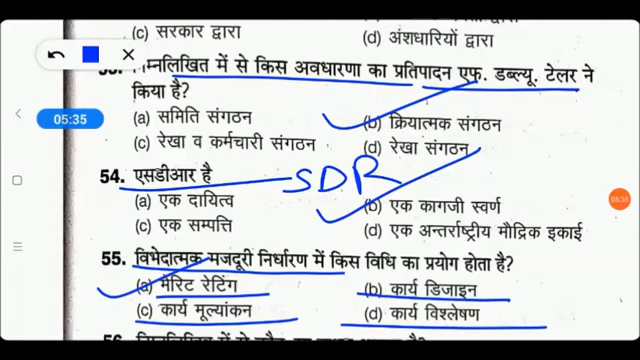 (c) सरकार द्वारा
(d) अंशधारियों द्वारा
निम्नलिखित में से किस अवधारणा का प्रतिपादन एफ. डब्ल्यू. टेलर ने
किया है?
05:35
(a) समिति संगठन
(b) क्रियात्मक संगठन
(c) रेखा व कर्मचारी संगठन
(d) रेखा संगठन
54. एसडीआर है
SDR
(a) एक दायित्व
(b) एक कागजी स्वर्ण
(c) एक सम्पत्ति
(d) एक अन्तर्राष्ट्रीय मौद्रिक इकाई
55. विभेदात्मक मजदूरी निर्धारण में किस विधि का प्रयोग होता है?
(a) मेरिट रेटिंग
(b) कार्य डिजाइन
(c) कार्य मूल्यांकन
(d) कार्य विश्लेषण